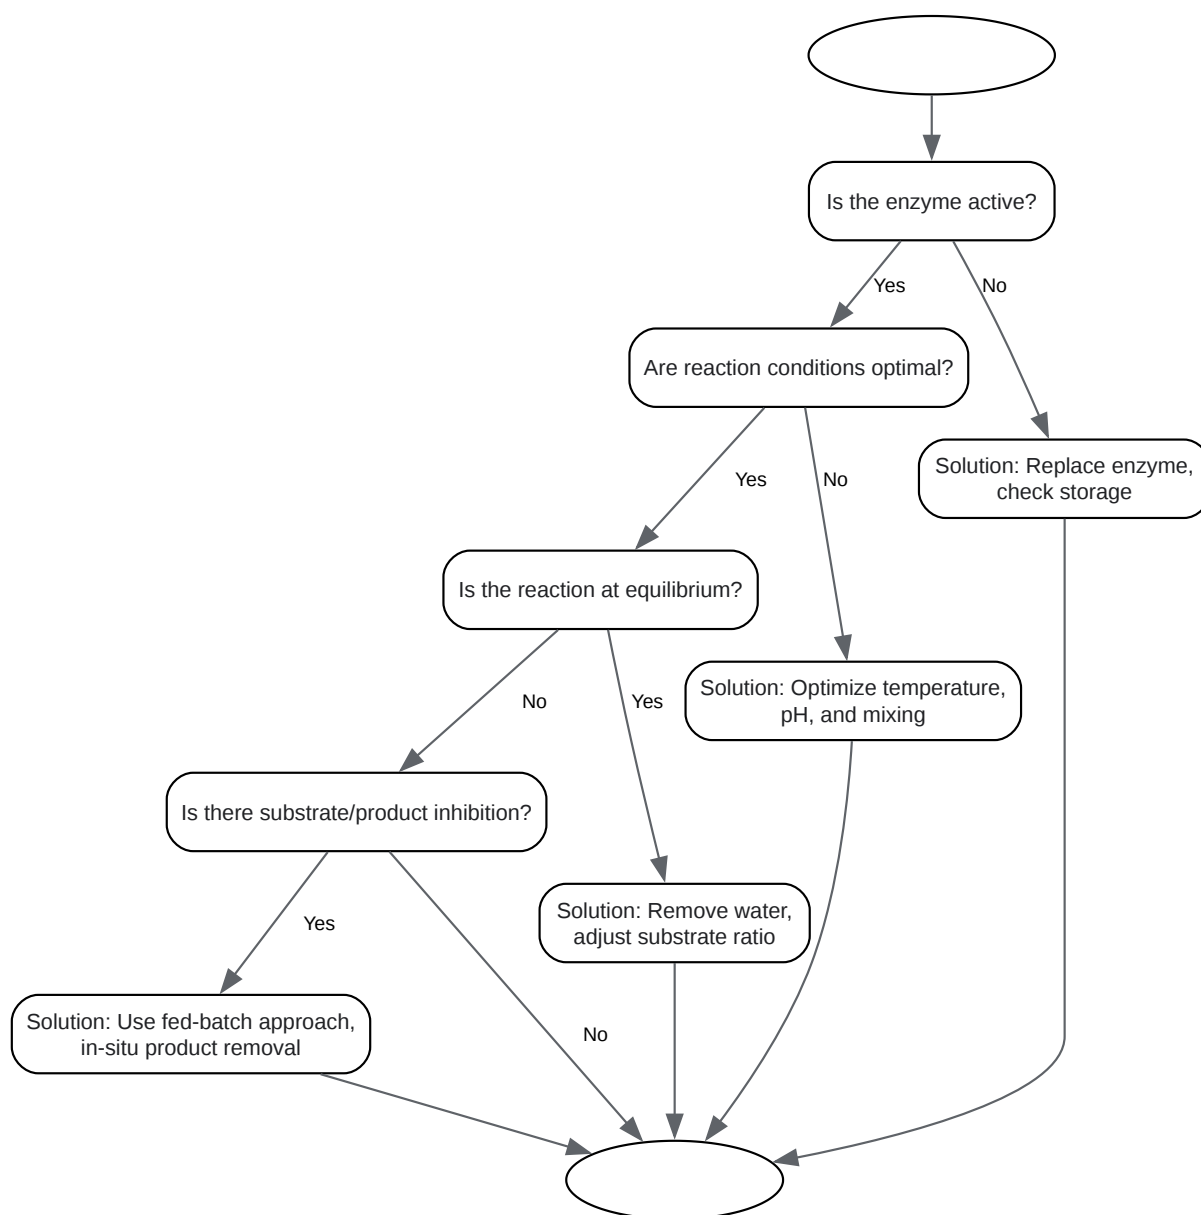 Is the enzyme active?
Yes
No
Are reaction conditions optimal?
Yes
No
Solution: Replace enzyme,
check storage
Is the reaction at equilibrium?
No
Yes
Solution: Optimize temperature,
pH, and mixing
Is there substrate/product inhibition?
Yes
Solution: Remove water,
adjust substrate ratio
Solution: Use fed-batch approach,
in-situ product removal
No